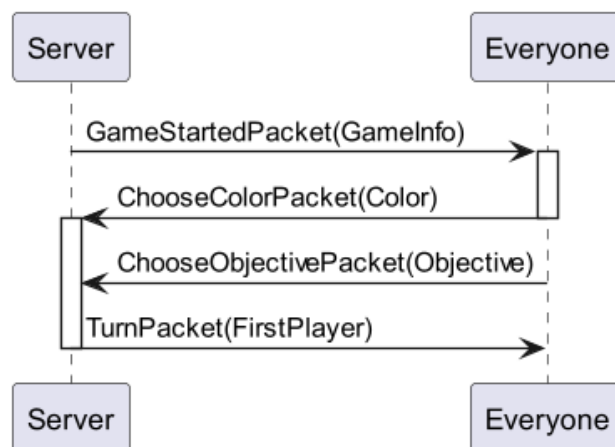 Server
Everyone
GameStartedPacket(GameInfo)
ChooseColorPacket(Color)
ChooseObjectivePacket(Objective)
TurnPacket(FirstPlayer)
Server
Everyone